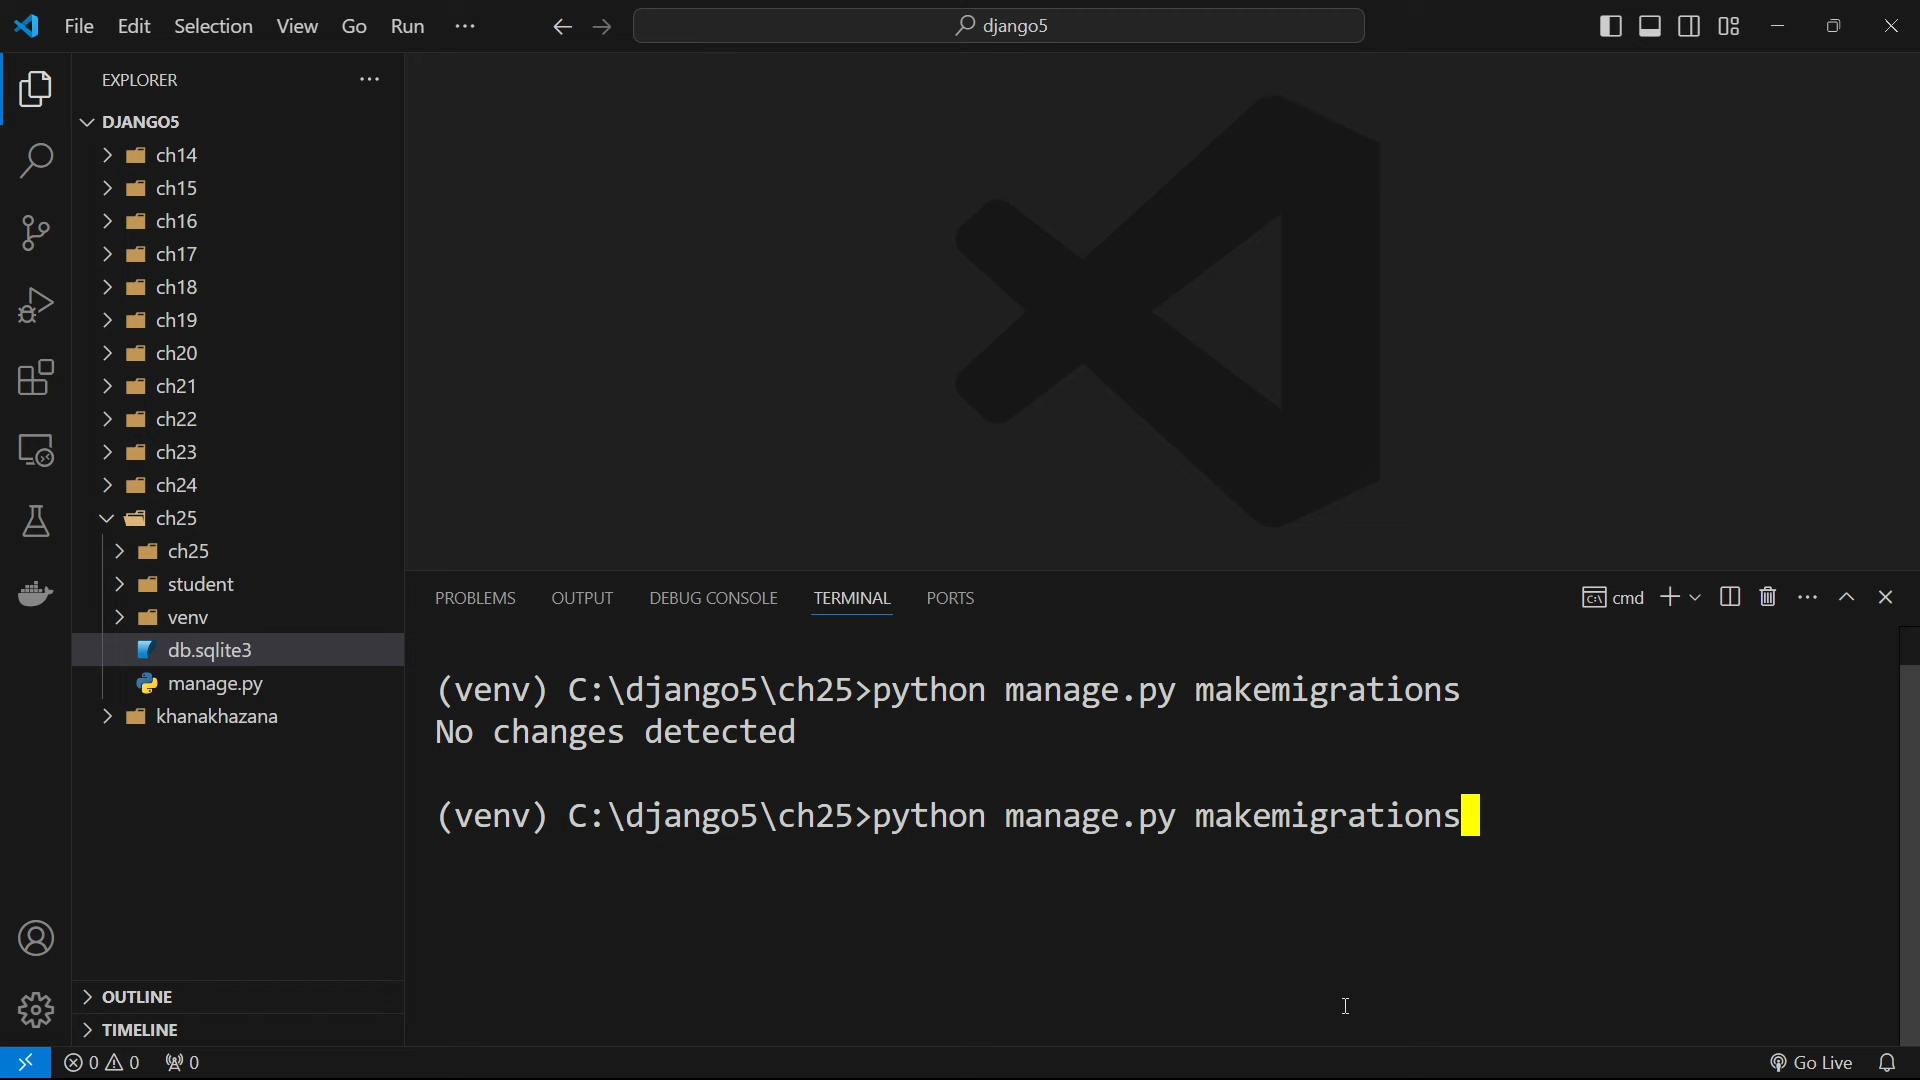 File Edit Selection View Go Run
django5
EXPLORER
DJANGO5
ch14
ch15
ch16
ch17
ch18
ch19
ch20
ch21
ch22
ch23
ch24
ch25
ch25
student
venv
db.sqlite3
manage.py
khanakhazana
OUTLINE
TIMELINE
PROBLEMS OUTPUT DEBUG CONSOLE TERMINAL PORTS
cmd
(venv) C:\django5\ch25>python manage.py makemigrations
No changes detected
(venv) C:\django5\ch25>python manage.py makemigrations
0 0 0
Go Live